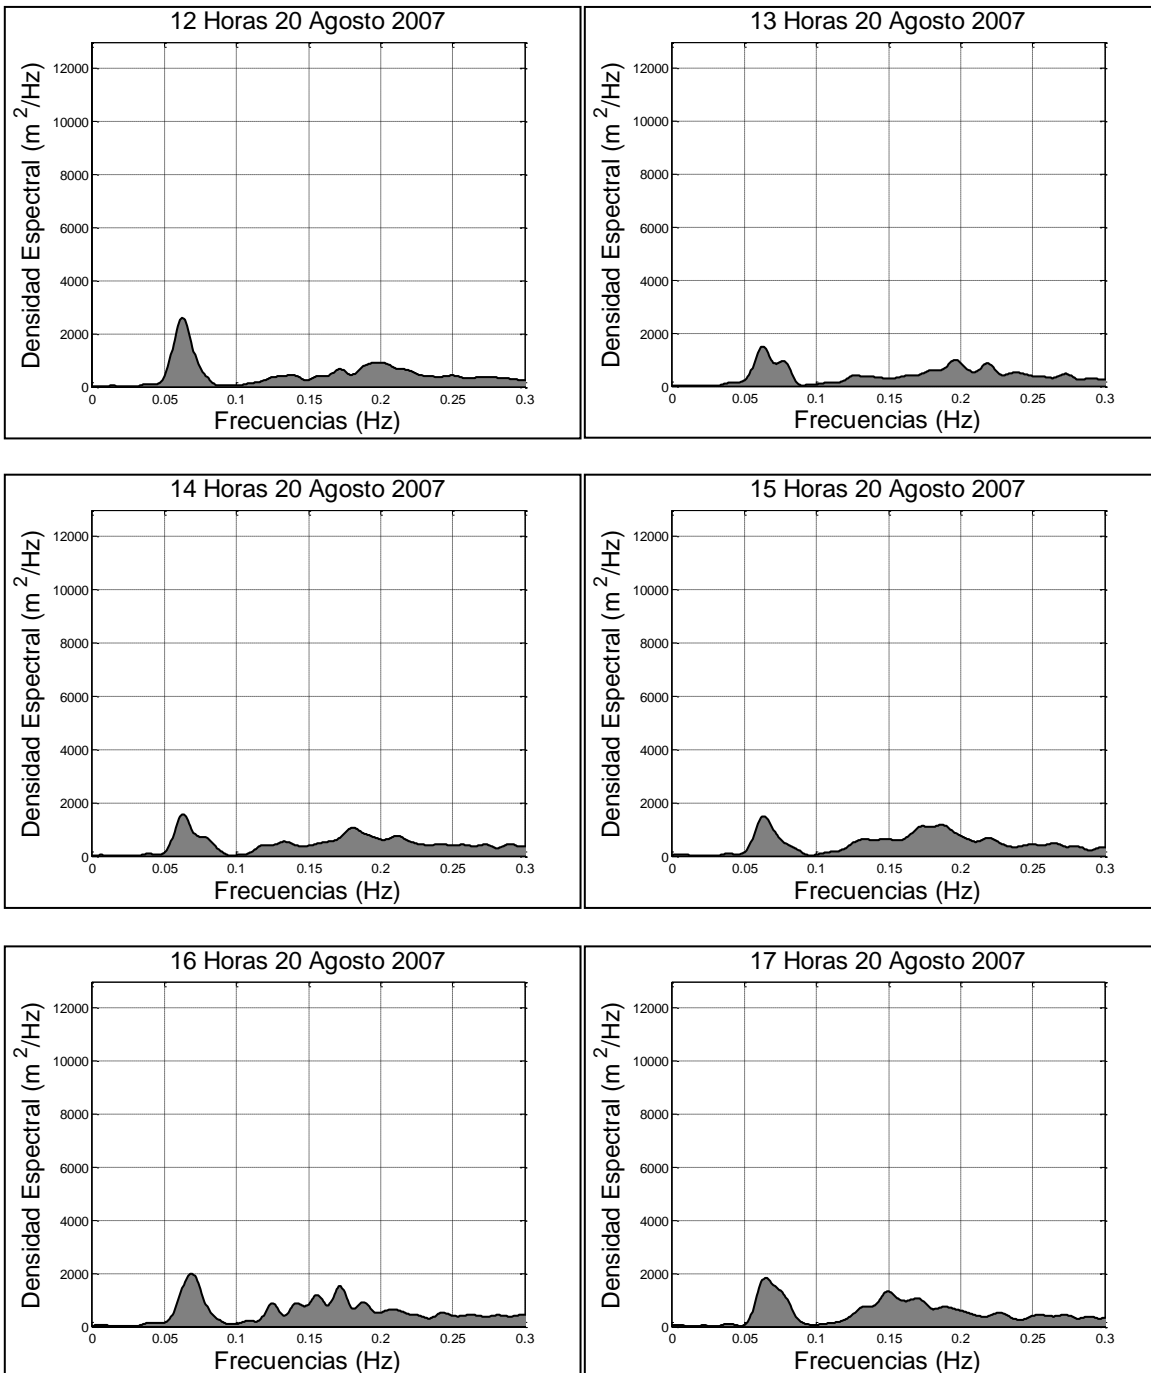 12 Horas 20 Agosto 2007
Densidad Espectral (m 2/Hz)
12000
10000
8000
6000
4000
2000
0
0 0.05 0.1 0.15 0.2 0.25 0.3
Frecuencias (Hz)
13 Horas 20 Agosto 2007
Densidad Espectral (m 2/Hz)
12000
10000
8000
6000
4000
2000
0
0 0.05 0.1 0.15 0.2 0.25 0.3
Frecuencias (Hz)
14 Horas 20 Agosto 2007
Densidad Espectral (m 2/Hz)
12000
10000
8000
6000
4000
2000
0
0 0.05 0.1 0.15 0.2 0.25 0.3
Frecuencias (Hz)
15 Horas 20 Agosto 2007
Densidad Espectral (m 2/Hz)
12000
10000
8000
6000
4000
2000
0
0 0.05 0.1 0.15 0.2 0.25 0.3
Frecuencias (Hz)
16 Horas 20 Agosto 2007
Densidad Espectral (m 2/Hz)
12000
10000
8000
6000
4000
2000
0
0 0.05 0.1 0.15 0.2 0.25 0.3
Frecuencias (Hz)
17 Horas 20 Agosto 2007
Densidad Espectral (m 2/Hz)
12000
10000
8000
6000
4000
2000
0
0 0.05 0.1 0.15 0.2 0.25 0.3
Frecuencias (Hz)